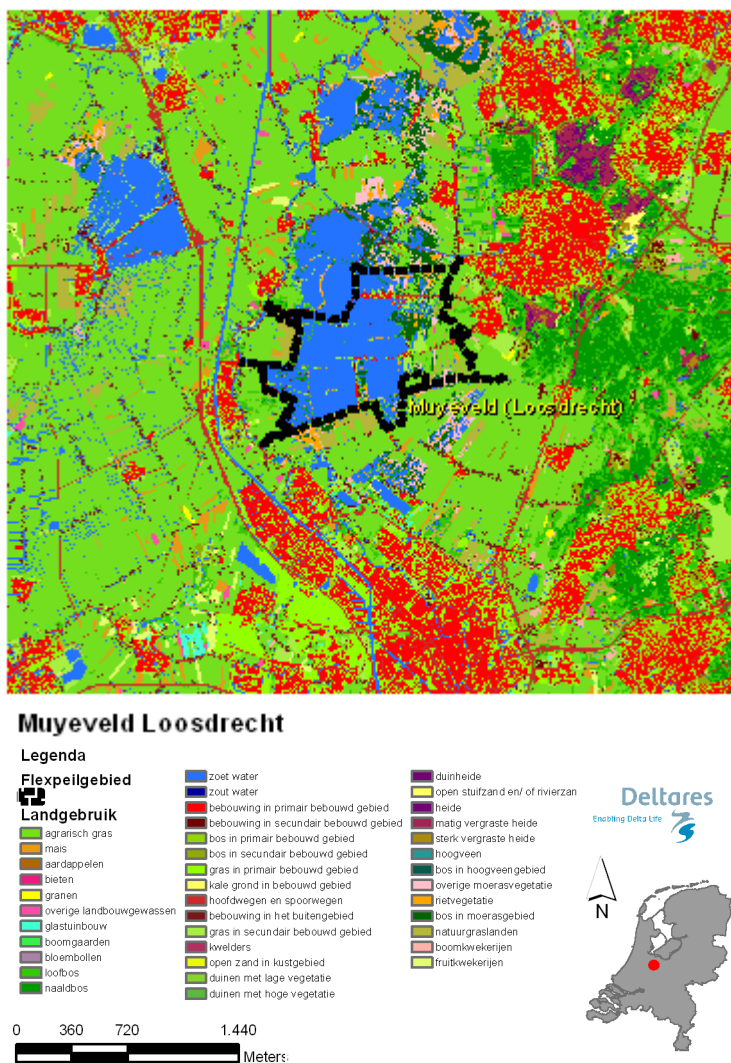 Muyeveld (Loosdrecht)
Muyeveld Loosdrecht
Legenda
Flexpeilgebied
Landgebruik
agrarisch gras
mais
aardappelen
bieten
granen
overige landbouwgewassen
glastuinbouw
boomgaarden
bloembollen
loofbos
naaldbos
zoet water
zout water
bebouwing in primair bebouwd gebied
bebouwing in secundair bebouwd gebied
bos in primair bebouwd gebied
bos in secundair bebouwd gebied
gras in primair bebouwd gebied
kale grond in bebouwd gebied
hoofdwegen en spoorwegen
bebouwing in het buitengebied
gras in secundair bebouwd gebied
kwelders
open zand in kustgebied
duinen met lage vegetatie
duinen met hoge vegetatie
duinheide
open stuifzand en/ of rivierzan
heide
matig vergraste heide
sterk vergraste heide
hoogveen
bos in hoogveengebied
overige moerasvegetatie
rietvegetatie
bos in moerasgebied
natuurgraslanden
boomkwekerijen
fruitkwekerijen
Deltares
Enabling Delta Life
N
0 360 720 1.440
Meters